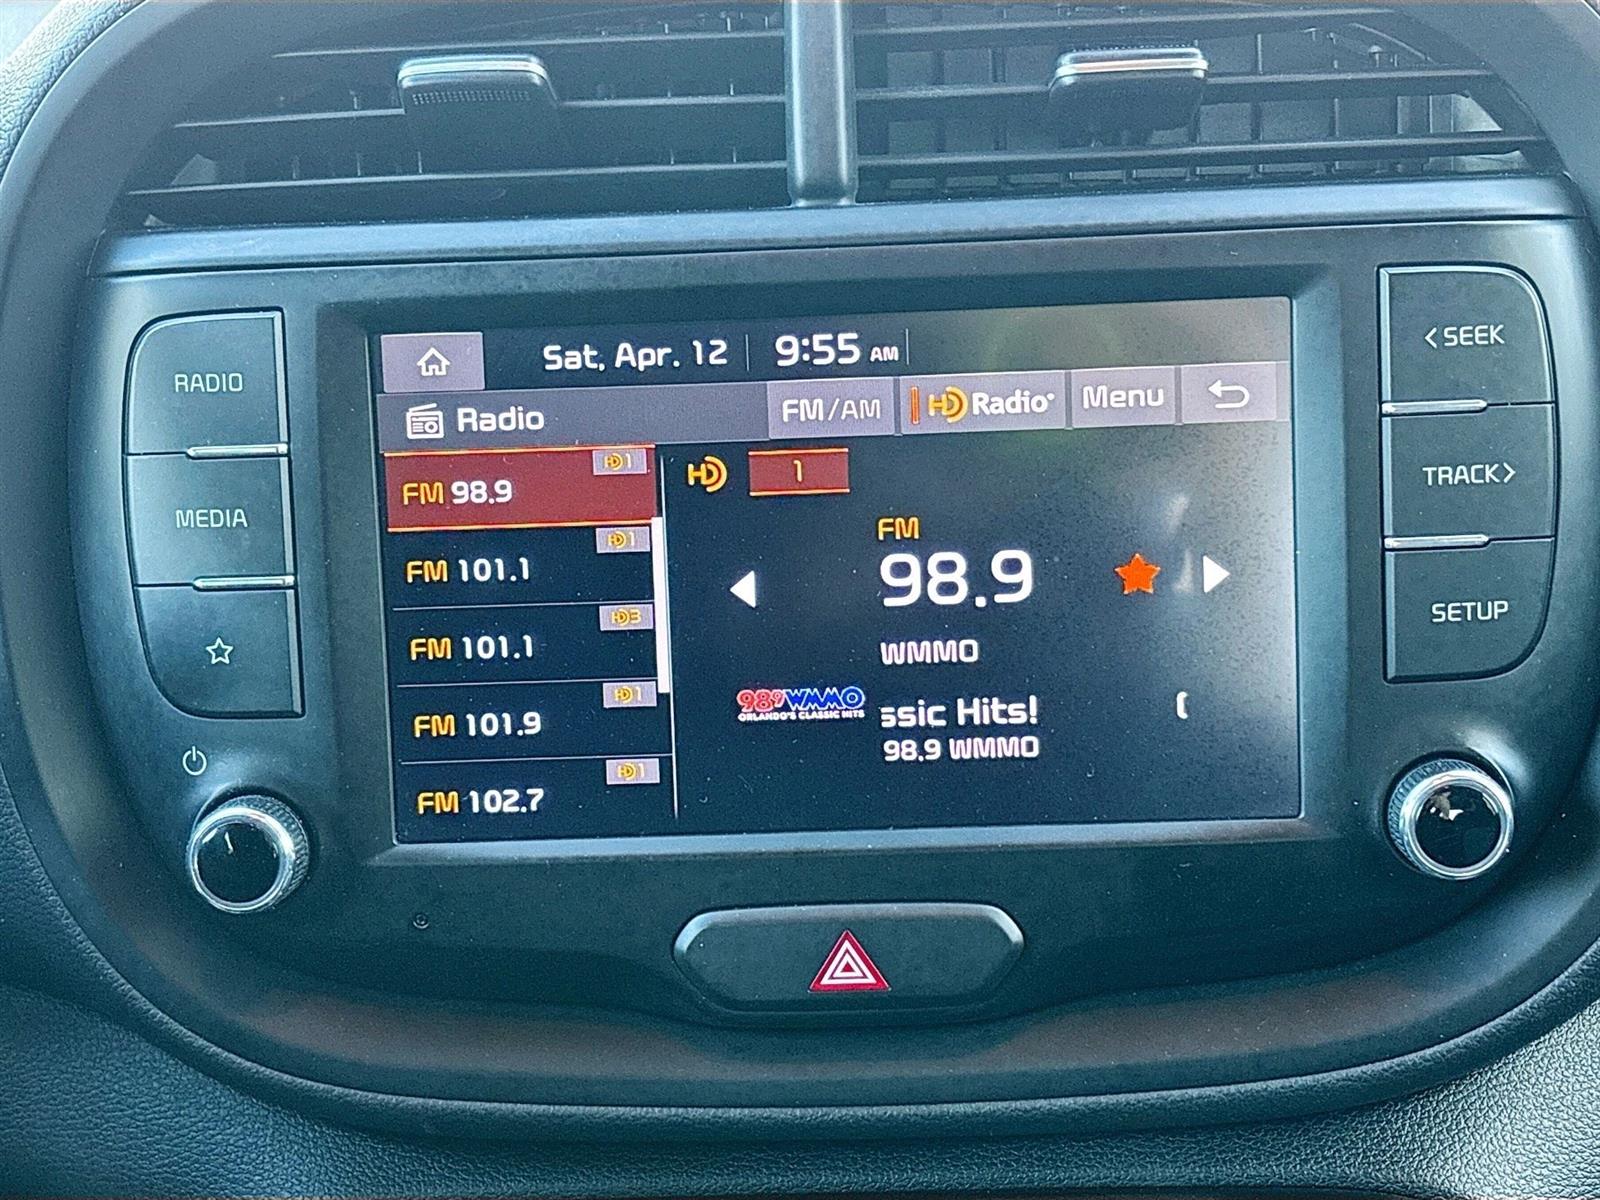 Sat, Apr. 12 9:55 AM
Radio FM/AM HD Radio Menu
RADIO
MEDIA
FM 98.9 HD1
FM 101.1 HD1
FM 101.1 HD3
FM 101.9 HD1
FM 102.7 HD1
HD 1
FM
98.9
WMMO
98.9 WMMO
ORLANDO'S CLASSIC HITS
ssic Hits! (
98.9 WMMO
< SEEK
TRACK >
SETUP